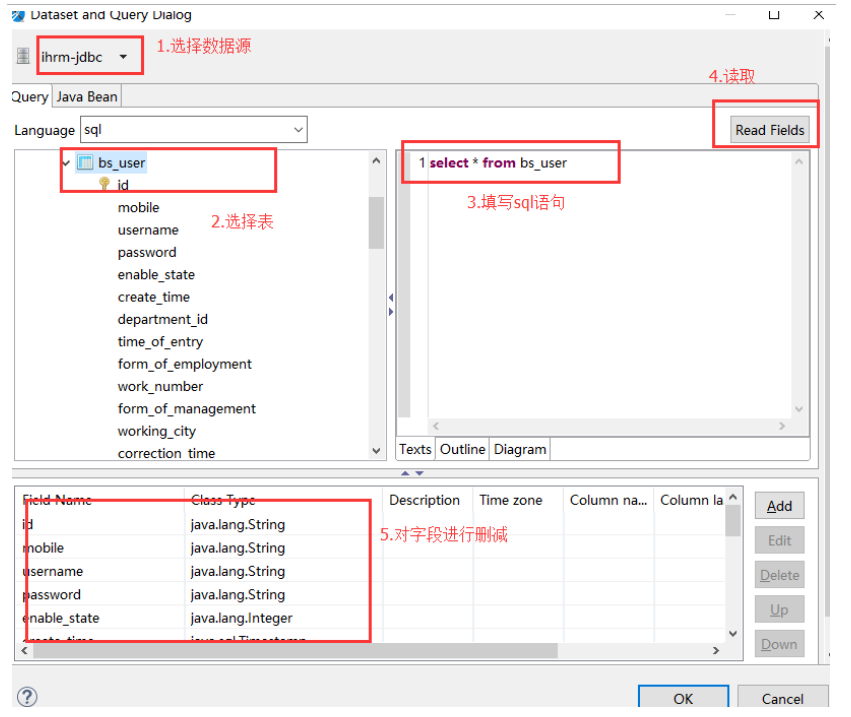 Dataset and Query Dialog
ihrm-jdbc
1.选择数据源
4.读取
Query Java Bean
Language sql
Read Fields
bs_user
1 select * from bs_user
id
3.填写sql语句
mobile
2.选择表
username
password
enable_state
create_time
department_id
time_of_entry
form_of_employment
work_number
form_of_management
working_city
correction time
Texts Outline Diagram
Field Name Class Type Description Time zone Column na... Column la
Add
id java.lang.String
5.对字段进行删减
mobile java.lang.String
Edit
username java.lang.String
Delete
password java.lang.String
Up
enable_state java.lang.Integer
create_time java.sql.Timestamp
Down
OK Cancel